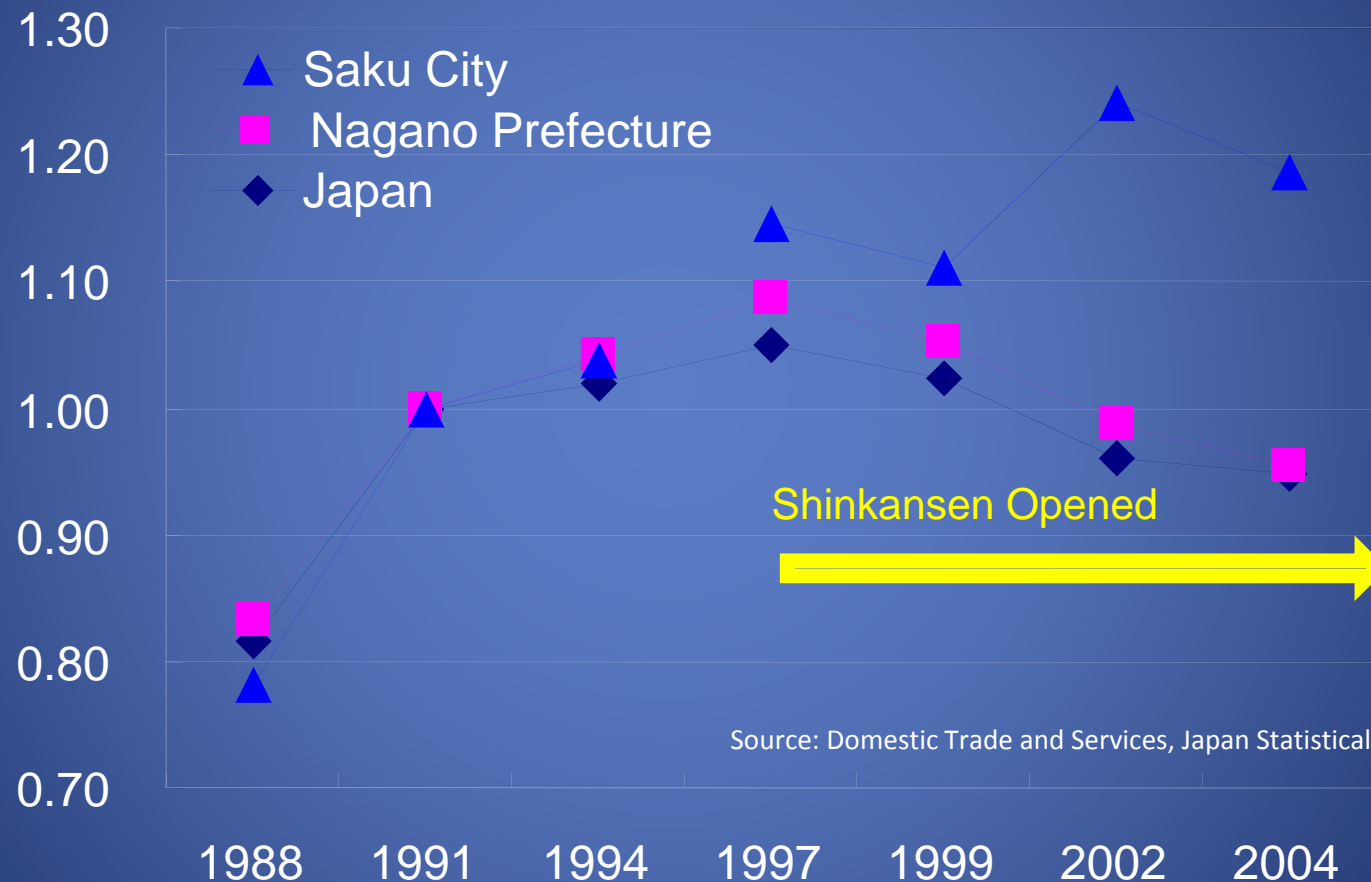 1.30
1.20
1.10
1.00
0.90
0.80
0.70
Saku City
Nagano Prefecture
Japan
Shinkansen Opened
Source: Domestic Trade and Services, Japan Statistical
1988 1991 1994 1997 1999 2002 2004